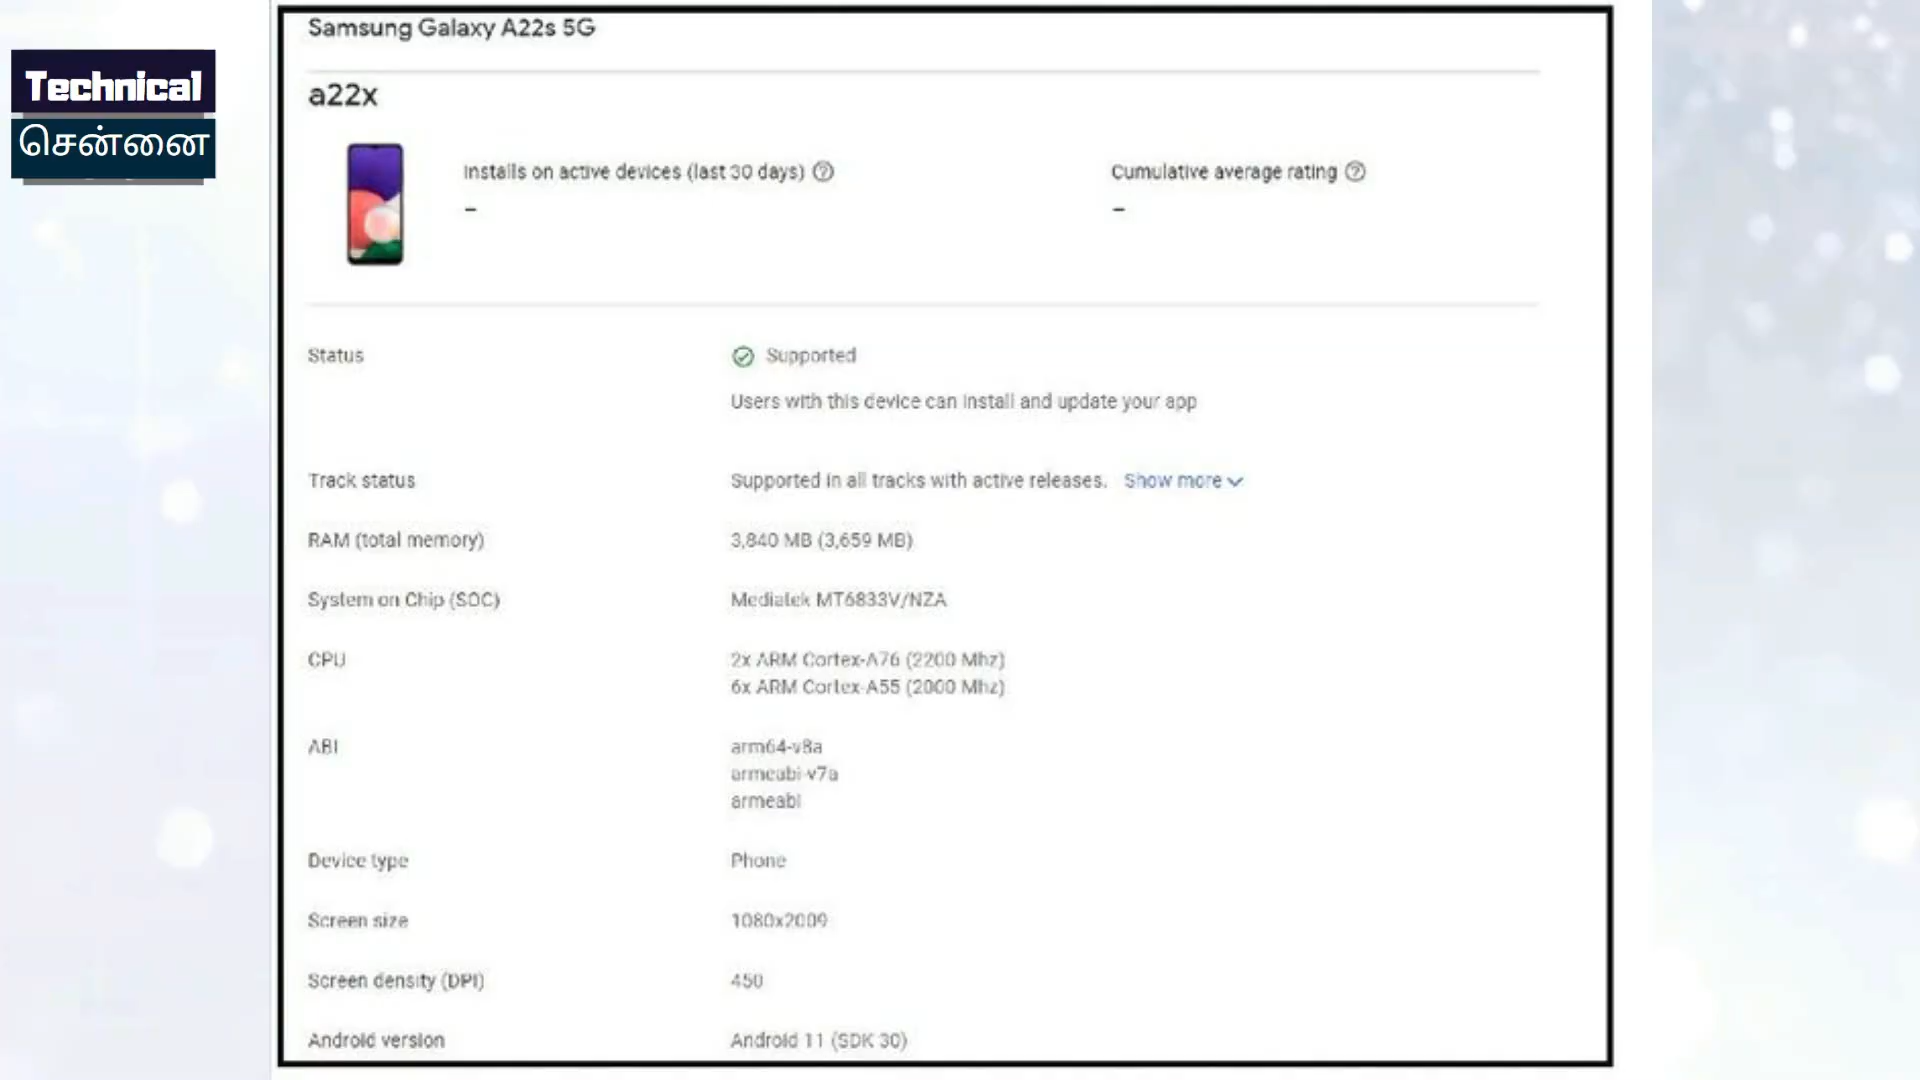 Technical
சென்னை
Samsung Galaxy A22s 5G
a22x
Installs on active devices (last 30 days)
–
Cumulative average rating
–
Status
Supported
Users with this device can install and update your app
Track status
Supported in all tracks with active releases. Show more
RAM (total memory)
3,840 MB (3,659 MB)
System on Chip (SOC)
Mediatek MT6833V/NZA
CPU
2x ARM Cortex-A76 (2200 Mhz)
6x ARM Cortex-A55 (2000 Mhz)
ABI
arm64-v8a
armeabi-v7a
armeabi
Device type
Phone
Screen size
1080x2009
Screen density (DPI)
450
Android version
Android 11 (SDK 30)